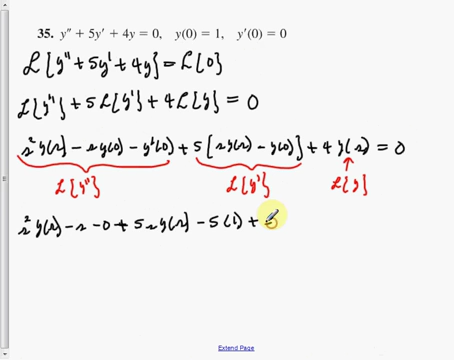 35. y'' + 5y' + 4y = 0, y(0) = 1, y'(0) = 0
ℒ[y'' + 5y' + 4y] = ℒ[0]
ℒ[y''] + 5ℒ[y'] + 4ℒ[y] = 0
s²y(s) - sy(0) - y'(0) + 5[sy(s) - y(0)] + 4y(s) = 0
ℒ[y''] ℒ[y'] ℒ[y]
s²y(s) - s - 0 + 5sy(s) - 5(1) +
Extend Page